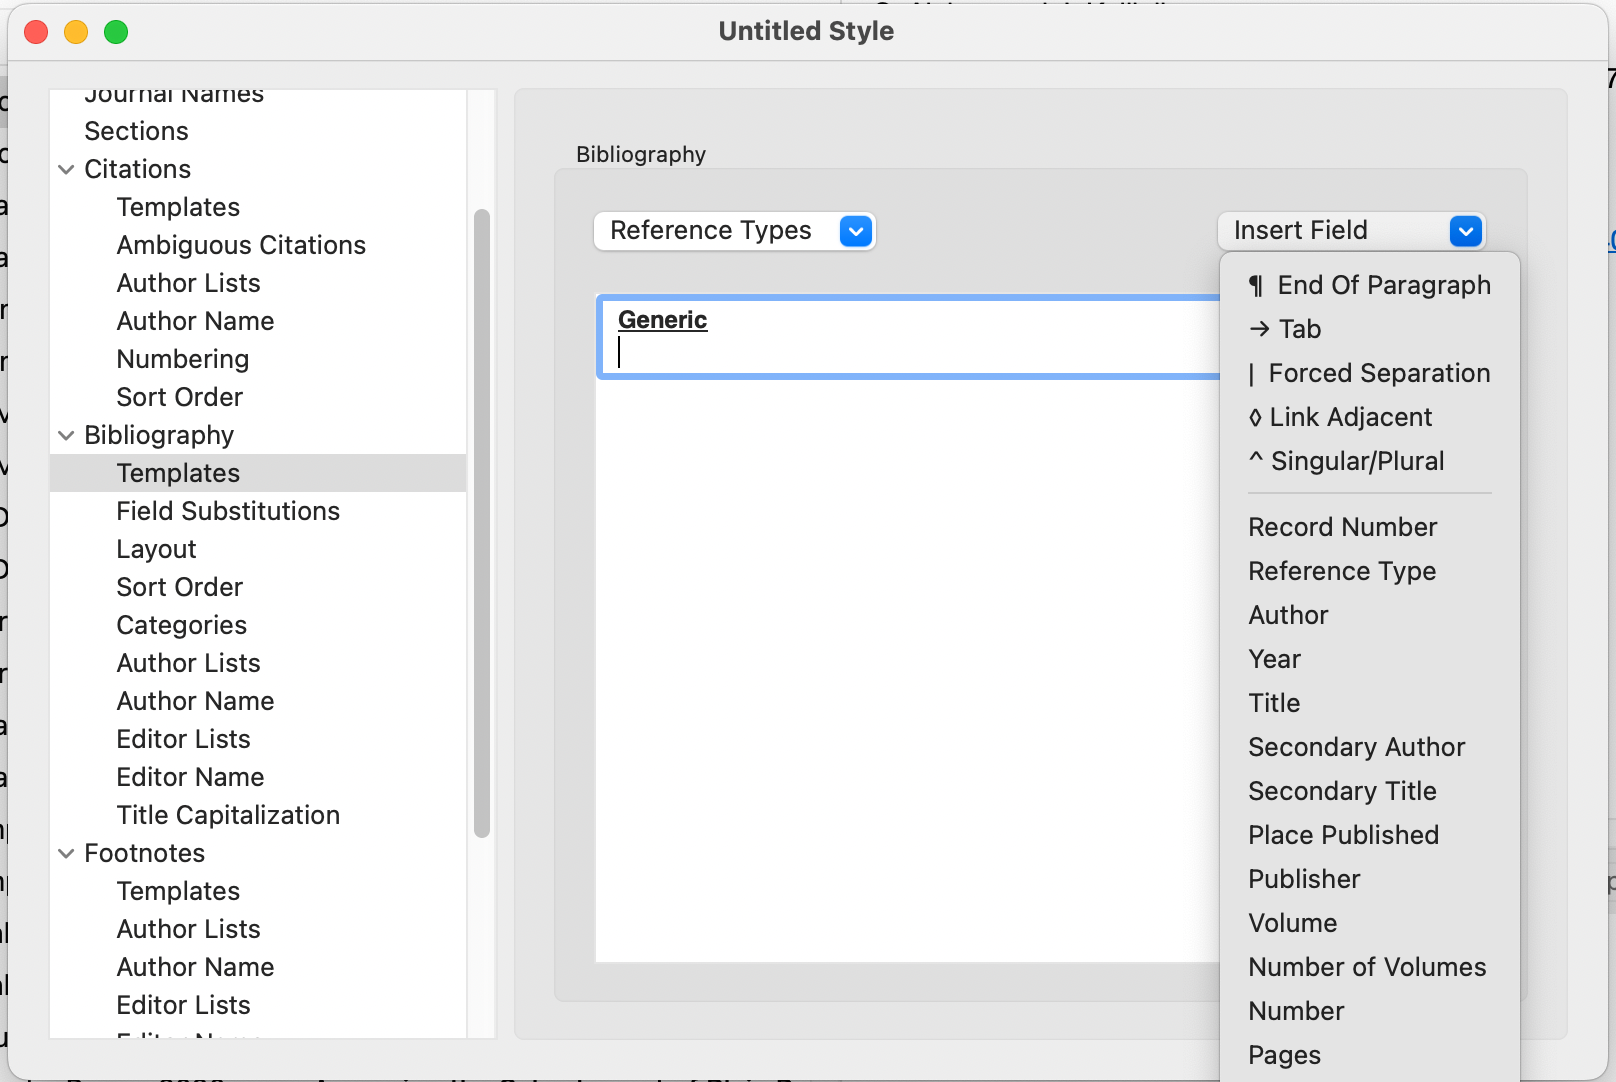 Untitled Style
Journal Names
Sections
Citations
Templates
Ambiguous Citations
Author Lists
Author Name
Numbering
Sort Order
Bibliography
Templates
Field Substitutions
Layout
Sort Order
Categories
Author Lists
Author Name
Editor Lists
Editor Name
Title Capitalization
Footnotes
Templates
Author Lists
Author Name
Editor Lists
Editor Name
Bibliography
Reference Types
Insert Field
Generic
¶ End Of Paragraph
→ Tab
| Forced Separation
◊ Link Adjacent
^ Singular/Plural
Record Number
Reference Type
Author
Year
Title
Secondary Author
Secondary Title
Place Published
Publisher
Volume
Number of Volumes
Number
Pages